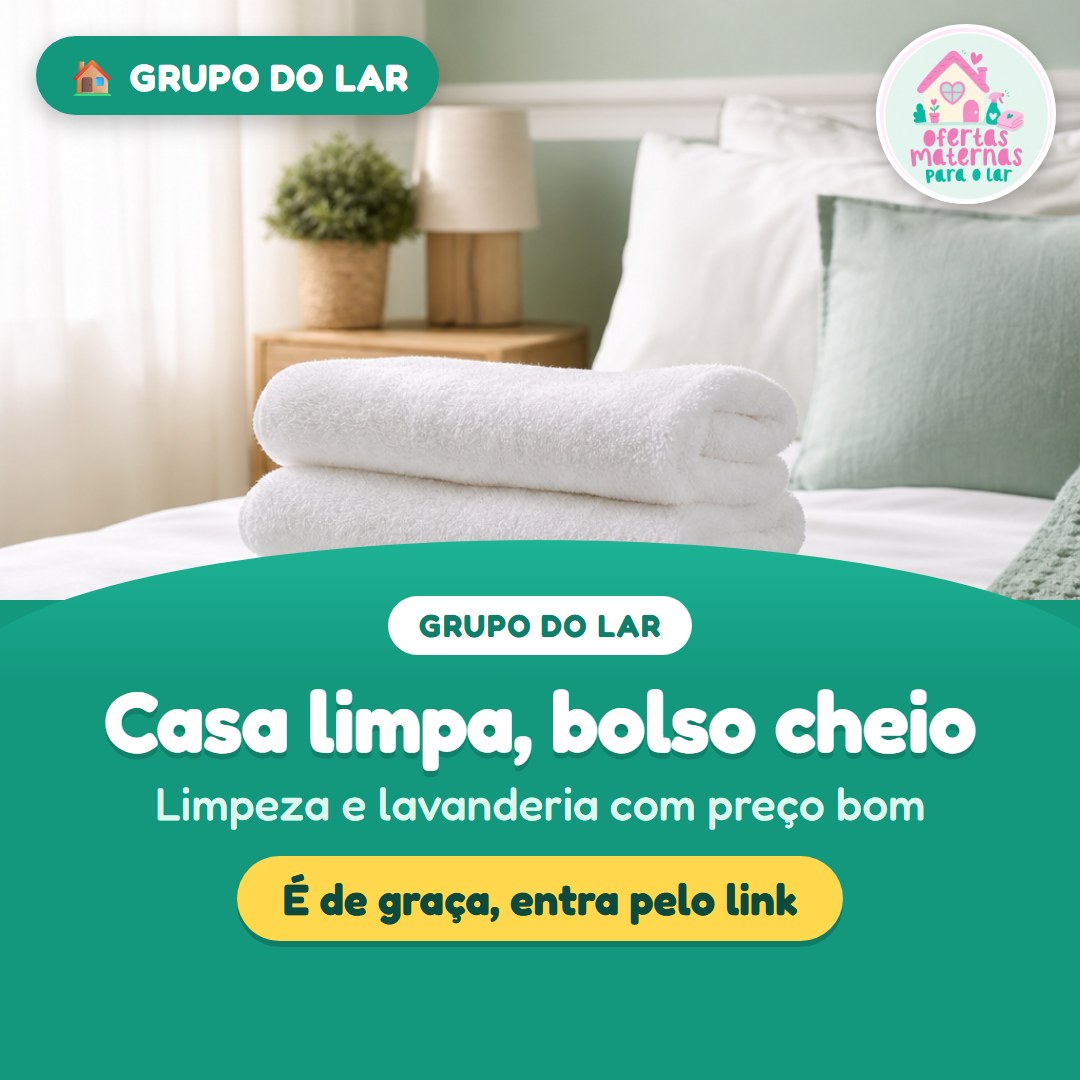 GRUPO DO LAR
ofertas
maternas
para o lar
GRUPO DO LAR
Casa limpa, bolso cheio
Limpeza e lavanderia com preço bom
É de graça, entra pelo link